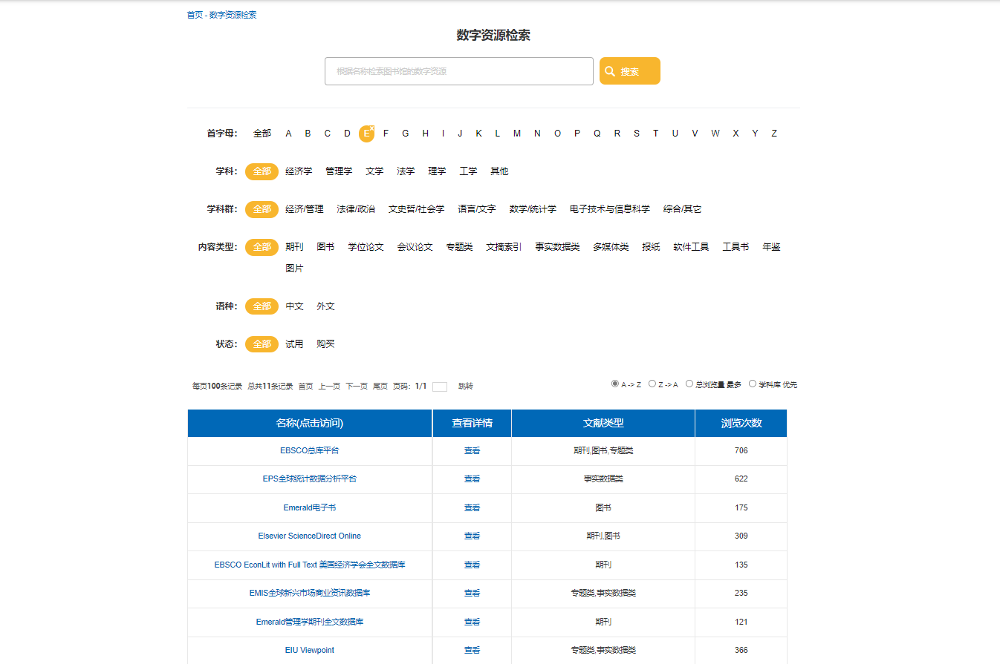 首页 - 数字资源检索
数字资源检索
根据名称检索图书馆的数字资源
搜索
首字母： 全部 A B C D E x F G H I J K L M N O P Q R S T U V W X Y Z
学科： 全部 经济学 管理学 文学 法学 理学 工学 其他
学科群： 全部 经济/管理 法律/政治 文史哲/社会学 语言/文字 数学/统计学 电子技术与信息科学 综合/其它
内容类型： 全部 期刊 图书 学位论文 会议论文 专题类 文摘索引 事实数据类 多媒体类 报纸 软件工具 工具书 年鉴
图片
语种： 全部 中文 外文
状态： 全部 试用 购买
每页100条记录 总共11条记录 首页 上一页 下一页 尾页 页码：1/1 跳转
A -> Z Z -> A 总浏览量 最多 学科库 优先
名称(点击访问) 查看详情 文献类型 浏览次数
EBSCO总库平台 查看 期刊,图书,专题类 706
EPS全球统计数据分析平台 查看 事实数据类 622
Emerald电子书 查看 图书 175
Elsevier ScienceDirect Online 查看 期刊,图书 309
EBSCO EconLit with Full Text 美国经济学会全文数据库 查看 期刊 135
EMIS全球新兴市场商业资讯数据库 查看 专题类,事实数据类 235
Emerald管理学期刊全文数据库 查看 期刊 121
EIU Viewpoint 查看 专题类,事实数据类 366